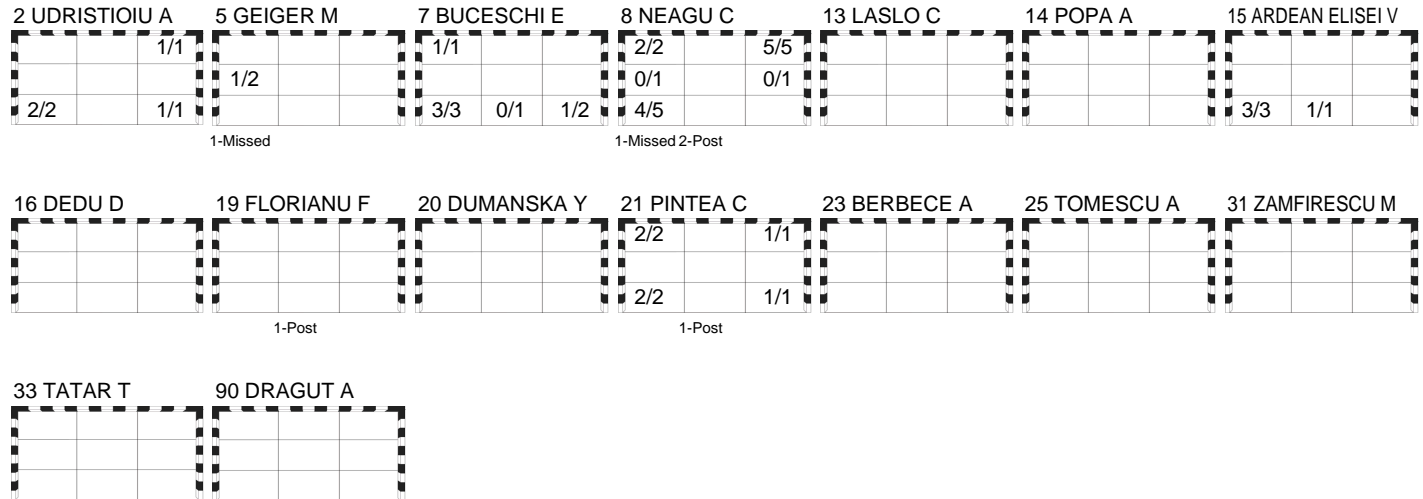 2 UDRISTIOIU A 5 GEIGER M 7 BUCESCHI E 8 NEAGU C 13 LASLO C 14 POPA A 15 ARDEAN ELISEI V
1/1 1/1 2/2 5/5
1/2 0/1 0/1
2/2 1/1 3/3 0/1 1/2 4/5 3/3 1/1
1-Missed 1-Missed 2-Post
16 DEDU D 19 FLORIANU F 20 DUMANSKA Y 21 PINTEA C 23 BERBECE A 25 TOMESCU A 31 ZAMFIRESCU M
2/2 1/1
2/2 1/1
1-Post 1-Post
33 TATAR T 90 DRAGUT A